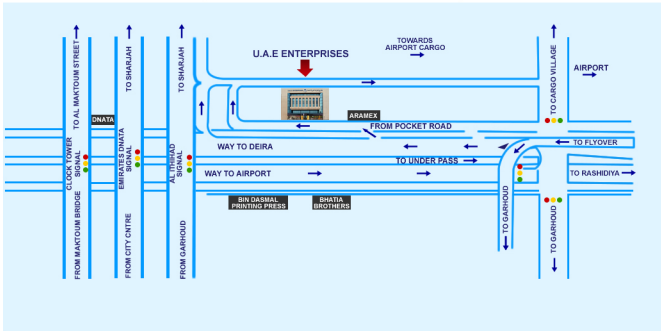 TO AL MAKTOUM STREET
TO SHARJAH
TO SHARJAH
U.A.E ENTERPRISES
TOWARDS
AIRPORT CARGO
TO CARGO VILLAGE
AIRPORT
DNATA
ARAMEX
FROM POCKET ROAD
CLOCK TOWER
SIGNAL
EMIRATES DNATA
SIGNAL
AL ITHIHAD
SIGNAL
WAY TO DEIRA
TO FLYOVER
TO UNDER PASS
WAY TO AIRPORT
TO RASHIDIYA
BIN DASMAL
PRINTING PRESS
BHATIA
BROTHERS
FROM MAKTOUM BRIDGE
FROM CITY CNTRE
FROM GARHOUD
TO GARHOUD
TO GARHOUD